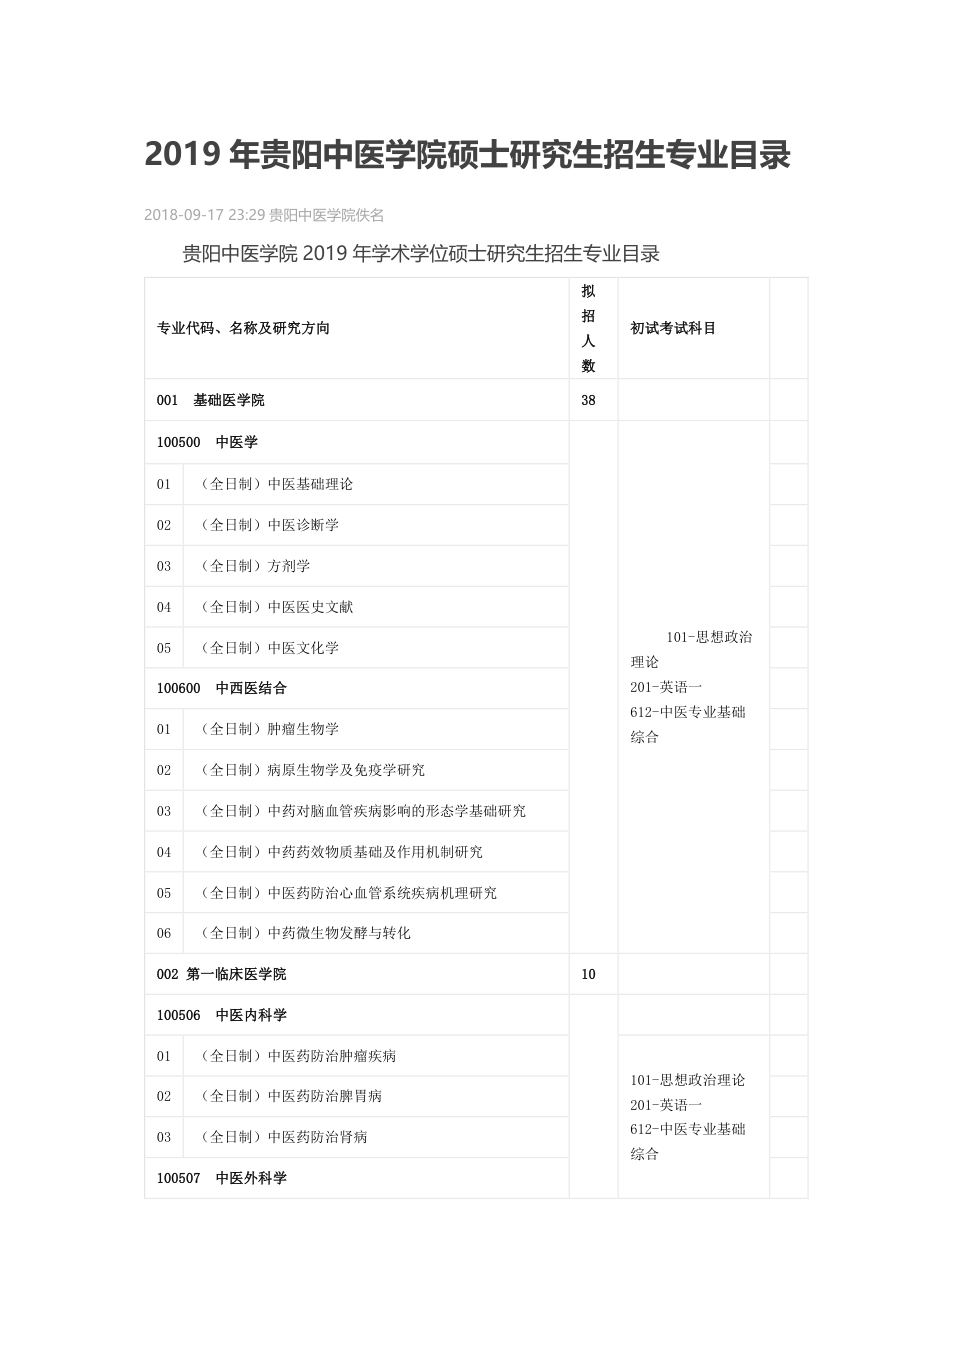 2019 年贵阳中医学院硕士研究生招生专业目录
2018-09-17 23:29 贵阳中医学院佚名
贵阳中医学院 2019 年学术学位硕士研究生招生专业目录
专业代码、名称及研究方向
拟
招
人
数
初试考试科目
001 基础医学院
38
100500 中医学
01 （全日制）中医基础理论
02 （全日制）中医诊断学
03 （全日制）方剂学
04 （全日制）中医医史文献
05 （全日制）中医文化学
100600 中西医结合
01 （全日制）肿瘤生物学
02 （全日制）病原生物学及免疫学研究
03 （全日制）中药对脑血管疾病影响的形态学基础研究
04 （全日制）中药药效物质基础及作用机制研究
05 （全日制）中医药防治心血管系统疾病机理研究
06 （全日制）中药微生物发酵与转化
101-思想政治
理论
201-英语一
612-中医专业基础
综合
002 第一临床医学院
10
100506 中医内科学
01 （全日制）中医药防治肿瘤疾病
02 （全日制）中医药防治脾胃病
03 （全日制）中医药防治肾病
100507 中医外科学
101-思想政治理论
201-英语一
612-中医专业基础
综合